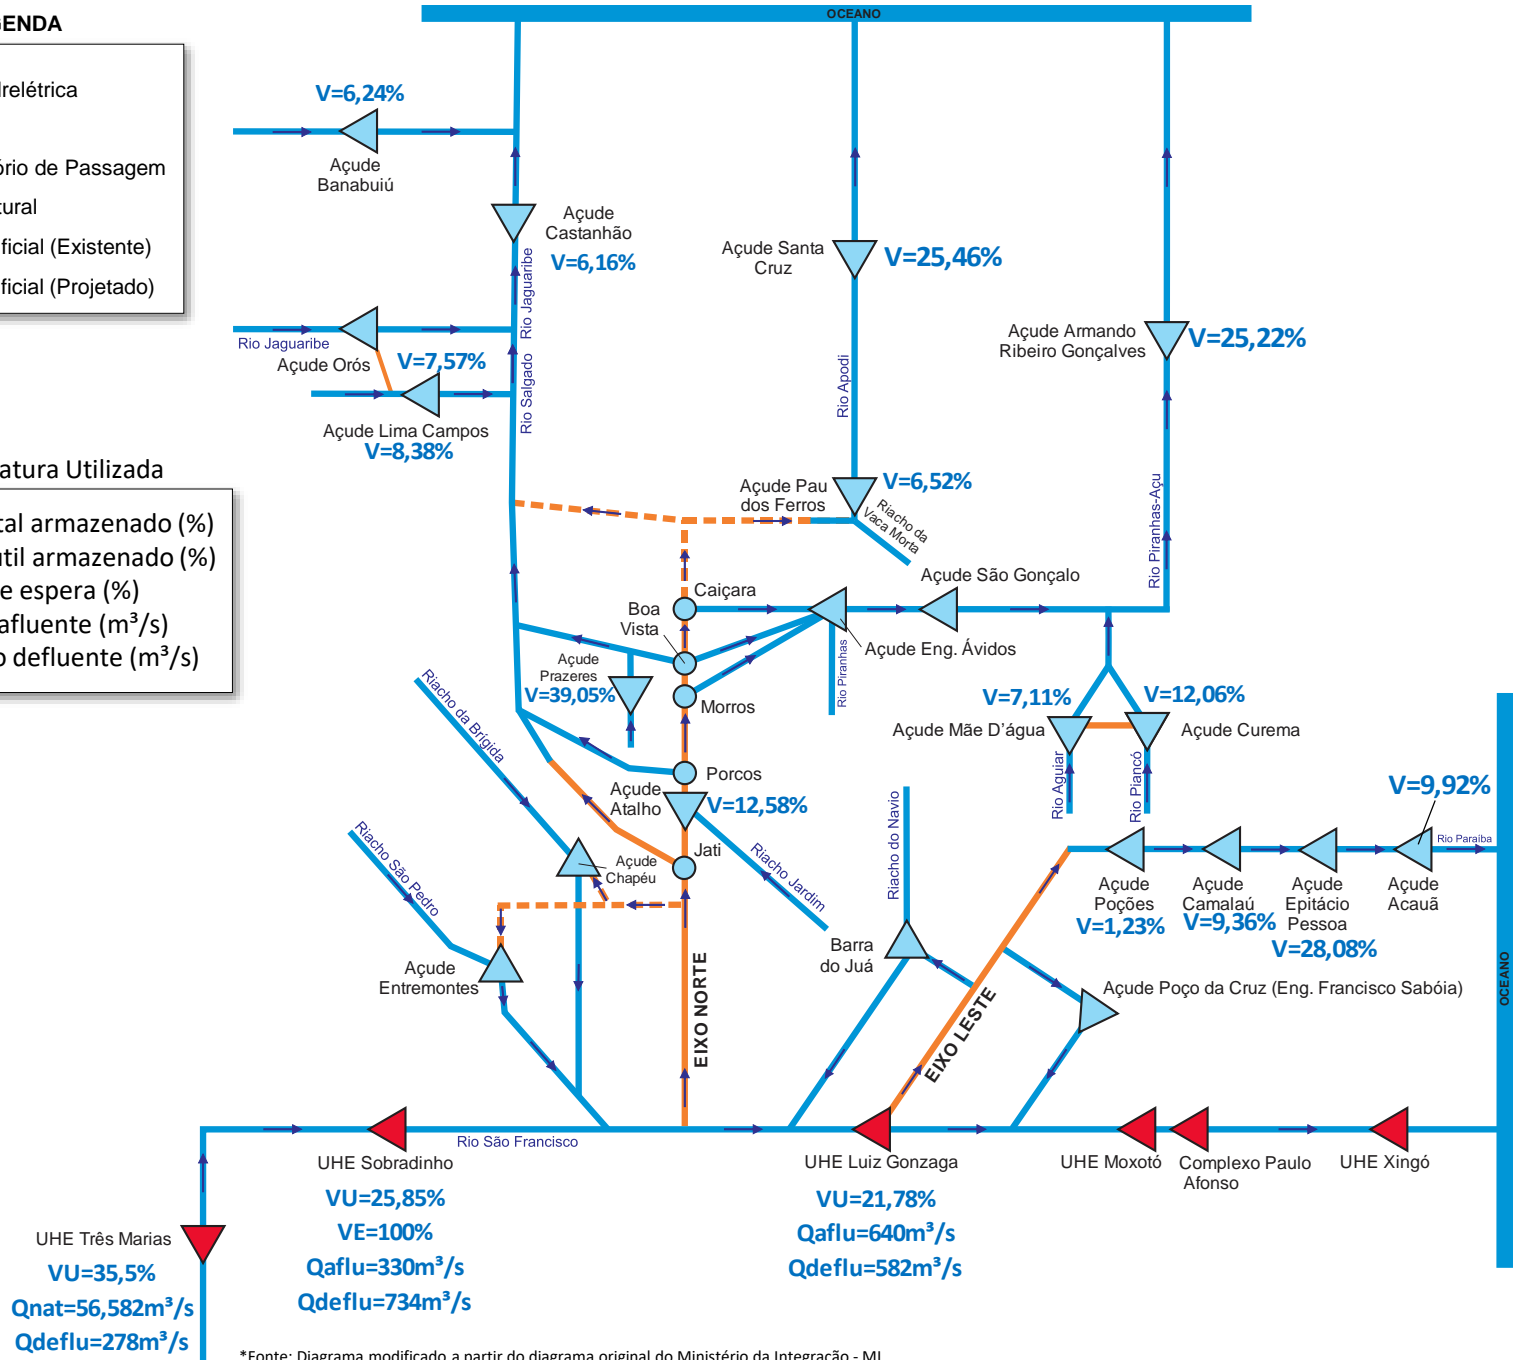 OCEANO
GENDA
drelétrica
ório de Passagem
tural
ificial (Existente)
ificial (Projetado)
V=6,24%
Açude
Banabuiú
Açude
Castanhão
V=6,16%
Rio Jaguaribe
Açude Santa
Cruz
V=25,46%
Açude Armando
Ribeiro Gonçalves
V=25,22%
Rio Jaguaribe
Açude Orós
V=7,57%
Rio Salgado
Rio Apodi
Açude Lima Campos
V=8,38%
atura Utilizada
tal armazenado (%)
útil armazenado (%)
e espera (%)
afluente (m³/s)
o defluente (m³/s)
Açude Pau
dos Ferros
V=6,52%
Riacho da
Vaca Morta
Rio Piranhas-Açu
Açude São Gonçalo
Caiçara
Boa
Vista
Açude Eng. Ávidos
Rio Piranhas
Açude
Prazeres
V=39,05%
Morros
Riacho da Brigida
V=7,11%
V=12,06%
Açude Mãe D'água
Açude Curema
Rio Aguiar
Rio Piancó
Porcos
Açude
Atalho
V=12,58%
V=9,92%
Riacho do Navio
Rio Paraiba
Riacho São Pedro
Jati
Açude
Chapéu
Riacho Jardim
Açude
Poções
V=1,23%
Açude
Camalaú
V=9,36%
Açude
Epitácio
Pessoa
V=28,08%
Açude
Acauã
Barra
do Juá
Açude
Entremontes
Açude Poço da Cruz (Eng. Francisco Sabóia)
OCEANO
EIXO NORTE
EIXO LESTE
Rio São Francisco
UHE Sobradinho
VU=25,85%
VE=100%
Qaflu=330m³/s
Qdeflu=734m³/s
UHE Luiz Gonzaga
VU=21,78%
Qaflu=640m³/s
Qdeflu=582m³/s
UHE Moxotó
Complexo Paulo
Afonso
UHE Xingó
UHE Três Marias
VU=35,5%
Qnat=56,582m³/s
Qdeflu=278m³/s
*Fonte: Diagrama modificado a partir do diagrama original do Ministério da Integração - MI